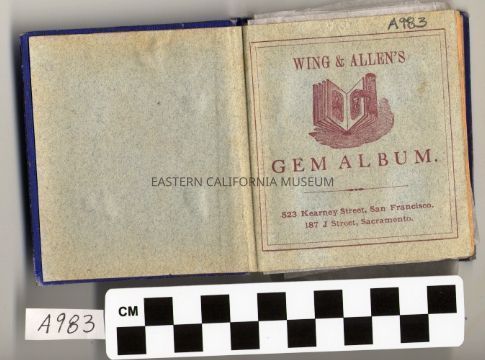 A983
WING & ALLEN'S
GEM ALBUM.
EASTERN CALIFORNIA MUSEUM
523 Kearney Street, San Francisco.
187 J Street, Sacramento.
A983
CM